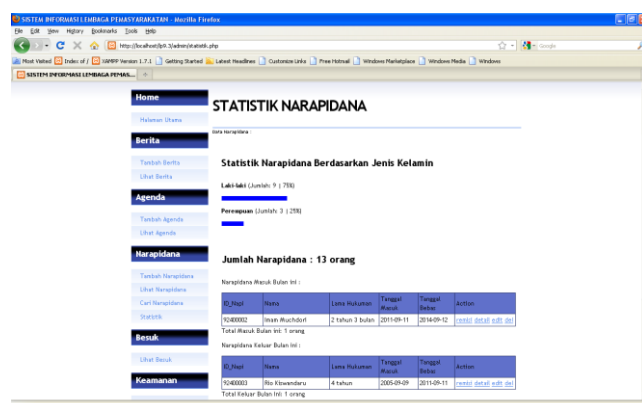 SISTEM INFORMASI LEMBAGA PEMASYARAKATAN - Mozilla Firefox
File Edit View History Bookmarks Tools Help
http://localhost/lp9.3/admin/statistik.php
Google
Most Visited Index of / XAMPP Version 1.7.1 Getting Started Latest Headlines Customize Links Free Hotmail Windows Marketplace Windows Media Windows
SISTEM INFORMASI LEMBAGA PEMAS...
Home
Halaman Utama
Berita
Tambah Berita
Lihat Berita
Agenda
Tambah Agenda
Lihat Agenda
Narapidana
Tambah Narapidana
Lihat Narapidana
Cari Narapidana
Statistik
Besuk
Lihat Besuk
Keamanan
STATISTIK NARAPIDANA
Data Narapidana :
Statistik Narapidana Berdasarkan Jenis Kelamin
Laki-laki (Jumlah: 9 | 75%)
Perempuan (Jumlah: 3 | 25%)
Jumlah Narapidana : 13 orang
Narapidana Masuk Bulan Ini :
ID_Napi Nama Lama Hukuman Tanggal Masuk Tanggal Bebas Action
92400002 Imam Muchdori 2 tahun 3 bulan 2011-09-11 2014-09-12 remisi detail edit del
Total Masuk Bulan Ini: 1 orang
Narapidana Keluar Bulan Ini :
ID_Napi Nama Lama Hukuman Tanggal Masuk Tanggal Bebas Action
92400003 Rio Kiswandaru 4 tahun 2005-09-09 2011-09-11 remisi detail edit del
Total Keluar Bulan Ini: 1 orang